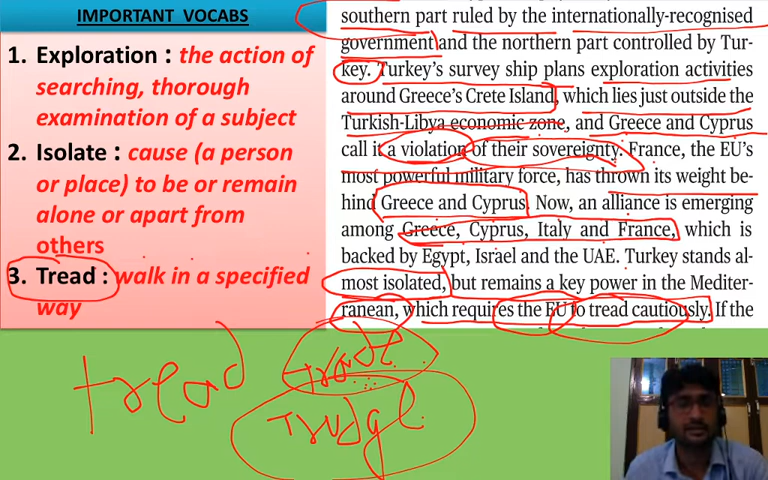 IMPORTANT VOCABS
1. Exploration : the action of
searching, thorough
examination of a subject
2. Isolate : cause (a person
or place) to be or remain
alone or apart from
others
3. Tread : walk in a specified
way
southern part ruled by the internationally-recognised
government and the northern part controlled by Tur-
key. Turkey's survey ship plans exploration activities
around Greece's Crete Island, which lies just outside the
Turkish-Libya economic zone, and Greece and Cyprus
call it a violation of their sovereignty. France, the EU's
most powerful military force, has thrown its weight be-
hind Greece and Cyprus. Now, an alliance is emerging
among Greece, Cyprus, Italy and France, which is
backed by Egypt, Israel and the UAE. Turkey stands al-
most isolated, but remains a key power in the Mediter-
ranean, which requires the EU to tread cautiously. If the
tread
trade
Trudge